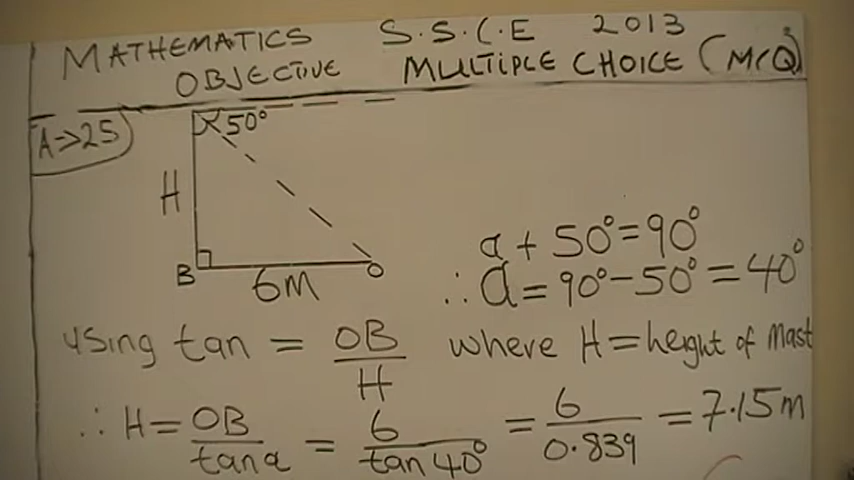 MATHEMATICS S.S.C.E 2013
OBJECTIVE MULTIPLE CHOICE (MCQ)
A->25
50°
H
B 6M O
a + 50° = 90°
∴ a = 90° - 50° = 40°
using tan = OB/H where H = height of Mast
∴ H = OB/tan a = 6/tan 40° = 6/0.839 = 7.15m